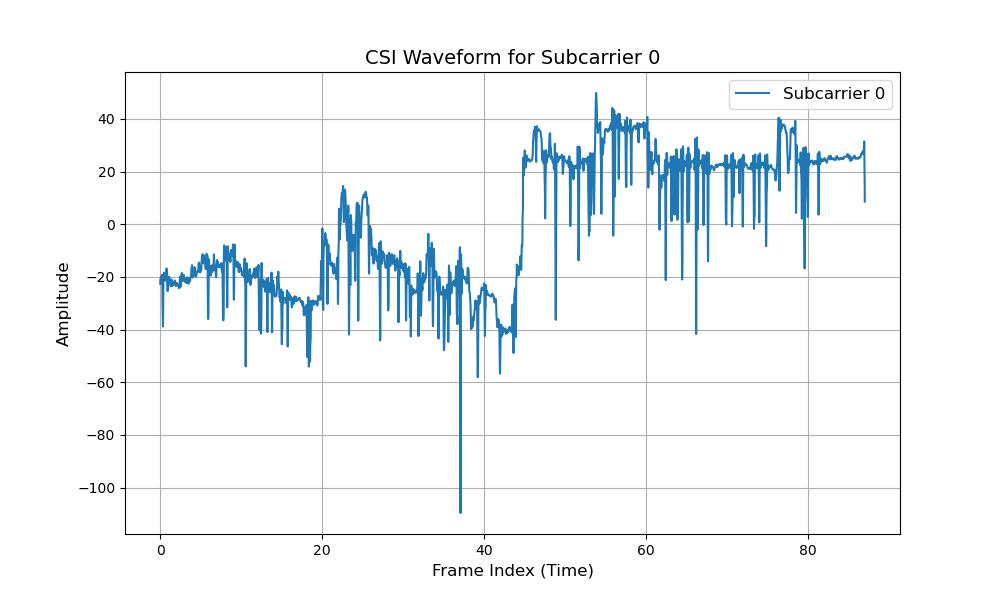 CSI Waveform for Subcarrier 0
Subcarrier 0
Amplitude
40
20
0
−20
−40
−60
−80
−100
0 20 40 60 80
Frame Index (Time)